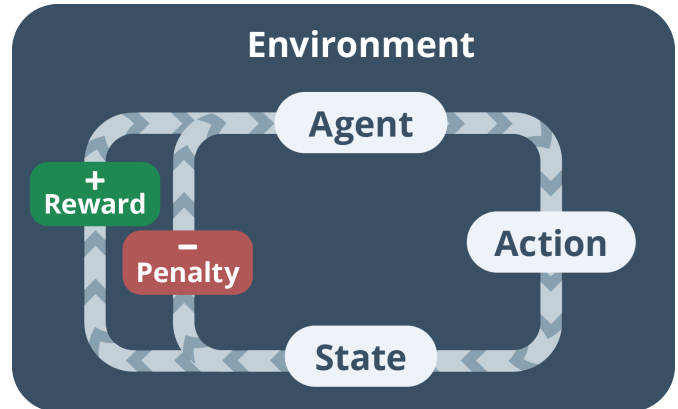 Environment
Agent
+
Reward
−
Penalty
Action
State